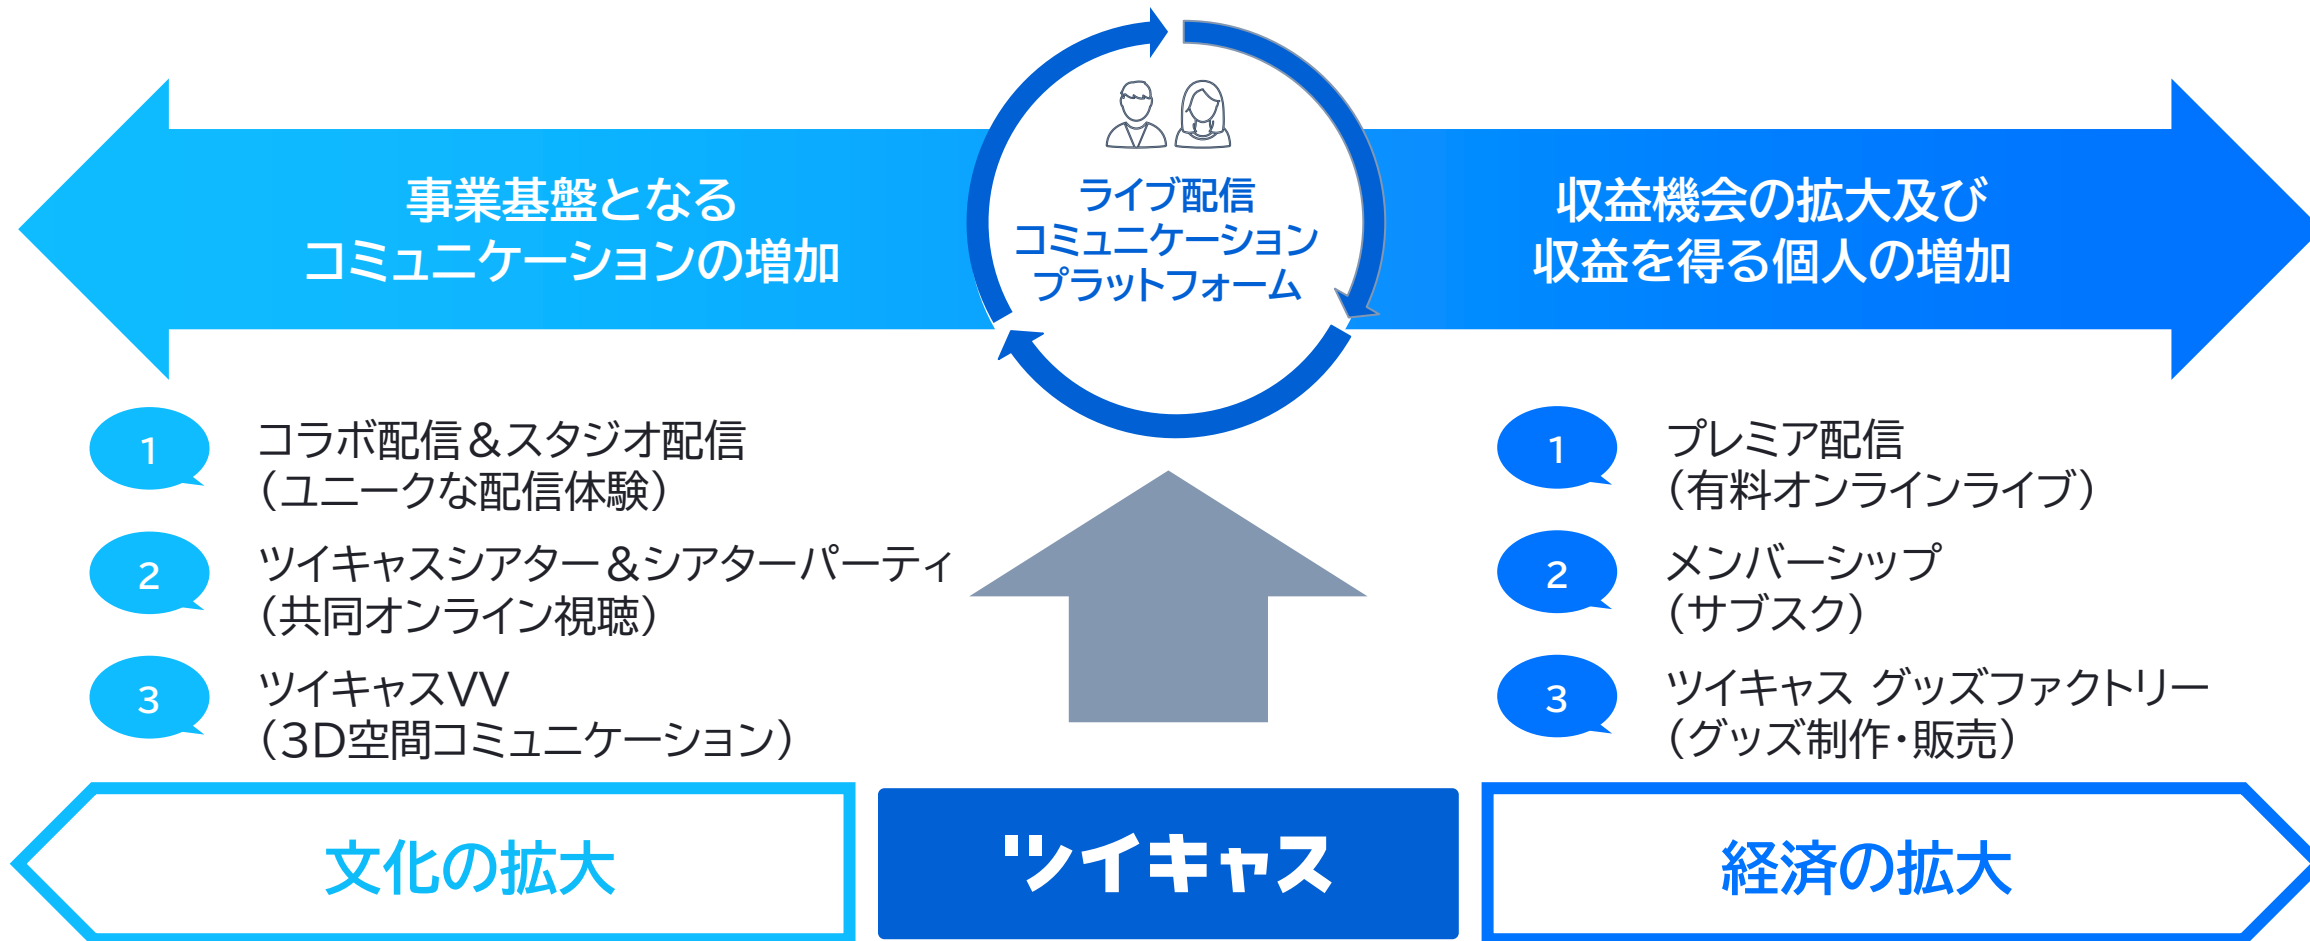 事業基盤となる
コミュニケーションの増加
ライブ配信
コミュニケーション
プラットフォーム
収益機会の拡大及び
収益を得る個人の増加
1
コラボ配信＆スタジオ配信
（ユニークな配信体験）
2
ツイキャスシアター＆シアターパーティ
（共同オンライン視聴）
3
ツイキャスVV
（3D空間コミュニケーション）
1
プレミア配信
（有料オンラインライブ）
2
メンバーシップ
（サブスク）
3
ツイキャス グッズファクトリー
（グッズ制作・販売）
文化の拡大
ツイキャス
経済の拡大